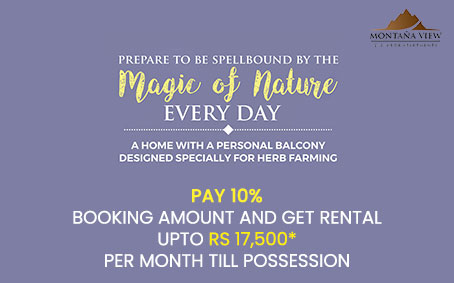 MONTAÑA VIEW
PREPARE TO BE SPELLBOUND BY THE
Magic of Nature
EVERY DAY
A HOME WITH A PERSONAL BALCONY
DESIGNED SPECIALLY FOR HERB FARMING
PAY 10%
BOOKING AMOUNT AND GET RENTAL
UPTO RS 17,500*
PER MONTH TILL POSSESSION